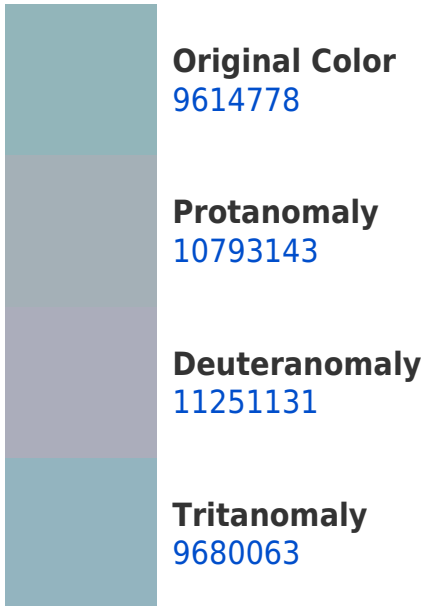 Original Color
9614778
Protanomaly
10793143
Deuteranomaly
11251131
Tritanomaly
9680063